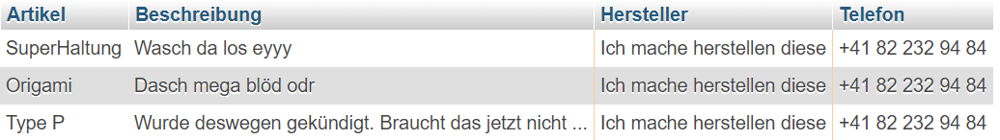 Artikel Beschreibung Hersteller Telefon
SuperHaltung Wasch da los eyyy Ich mache herstellen diese +41 82 232 94 84
Origami Dasch mega blöd odr Ich mache herstellen diese +41 82 232 94 84
Type P Wurde deswegen gekündigt. Braucht das jetzt nicht ... Ich mache herstellen diese +41 82 232 94 84